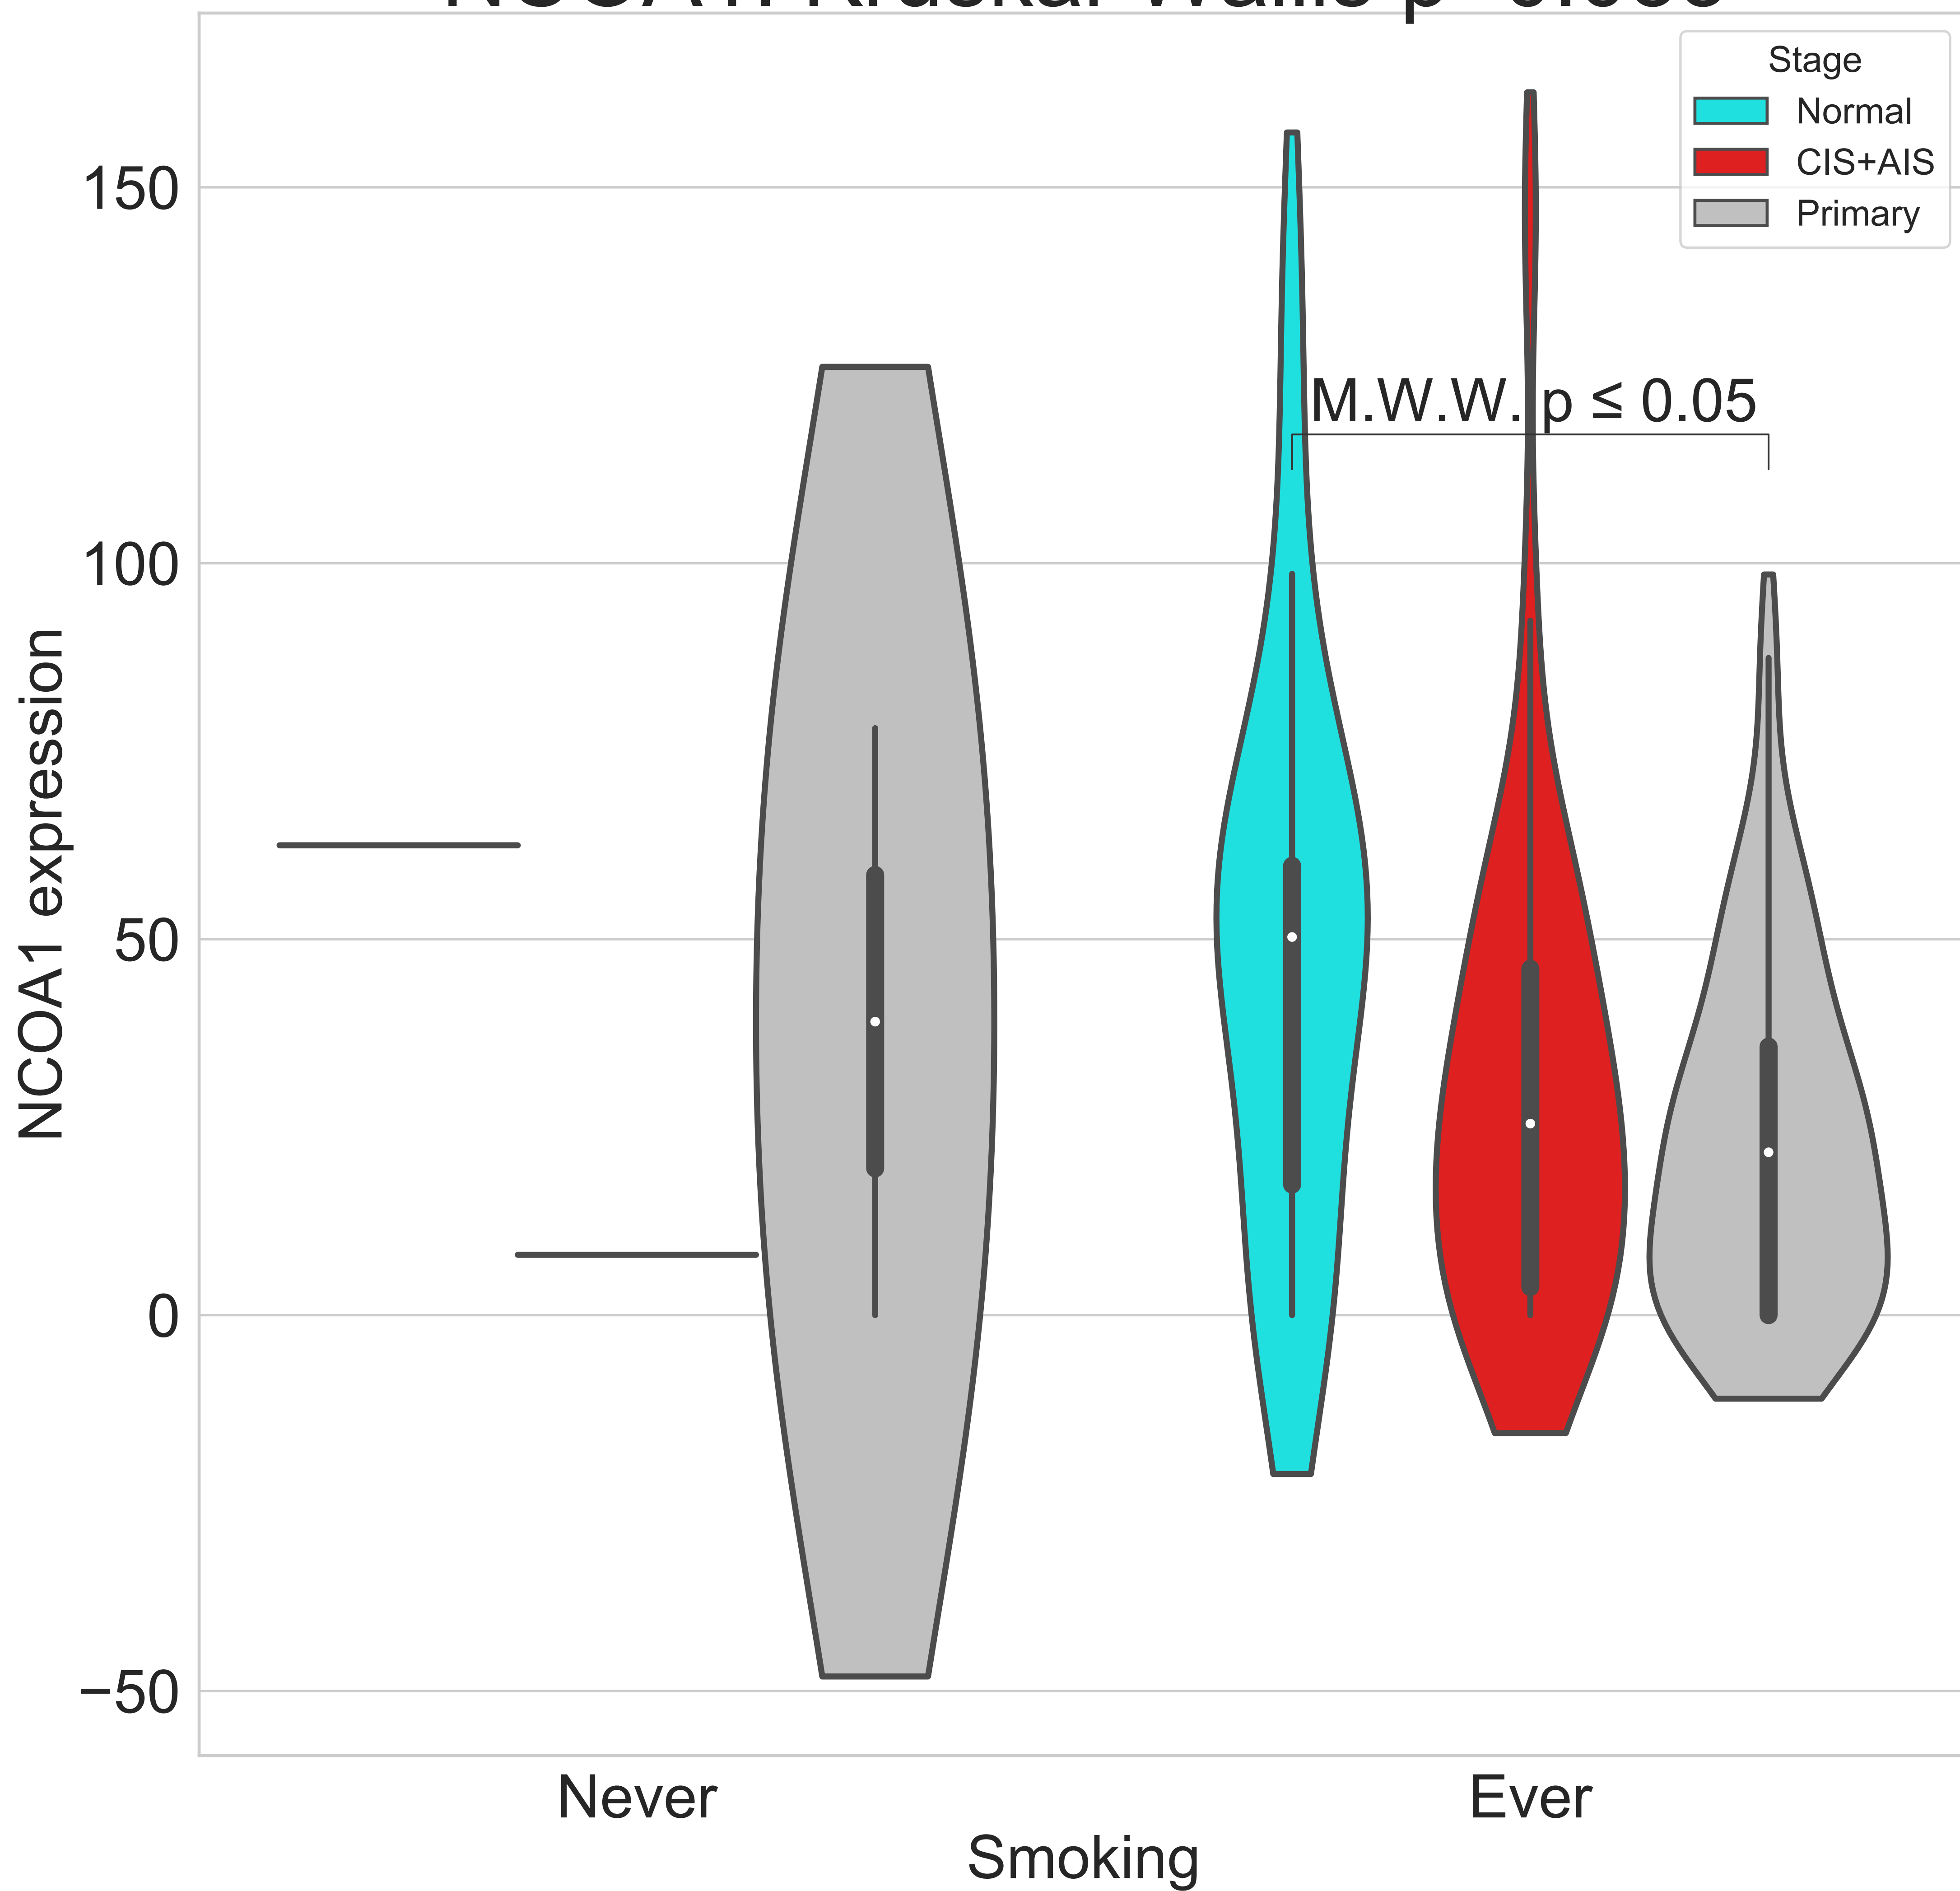 Stage
Normal
CIS+AIS
Primary
150
M.W.W. p ≤ 0.05
100
NCOA1 expression
50
0
−50
Never
Ever
Smoking